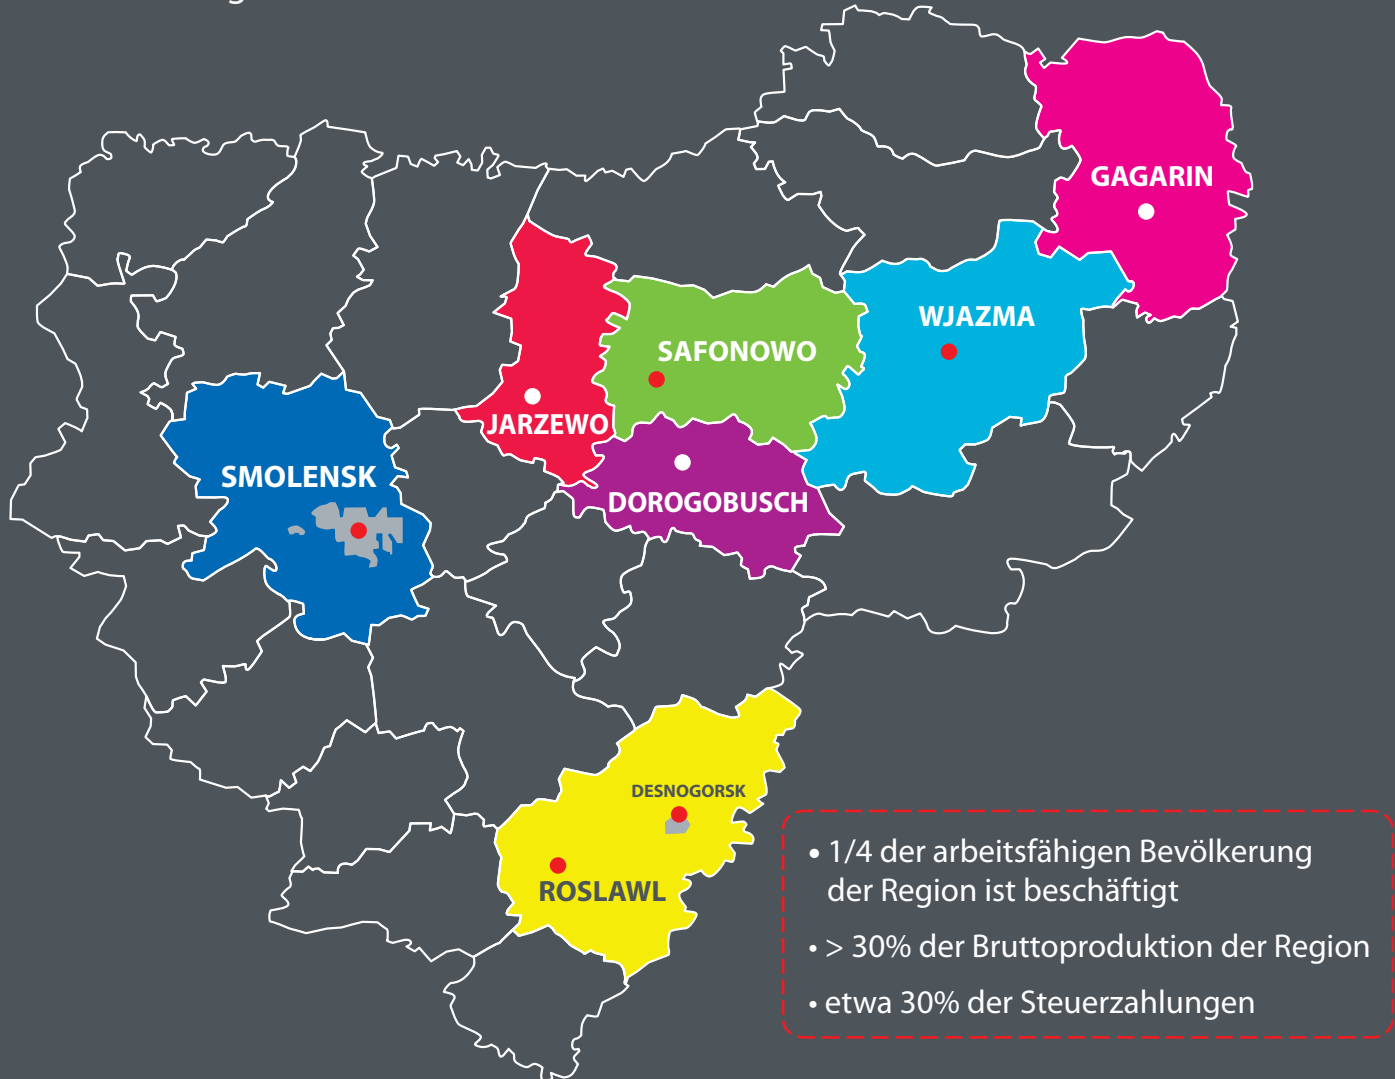 GAGARIN
WJAZMA
SAFONOWO
JARZEWO
SMOLENSK
DOROGOBUSCH
DESNOGORSK
ROSLAWL
• 1/4 der arbeitsfähigen Bevölkerung
der Region ist beschäftigt
• > 30% der Bruttoproduktion der Region
• etwa 30% der Steuerzahlungen